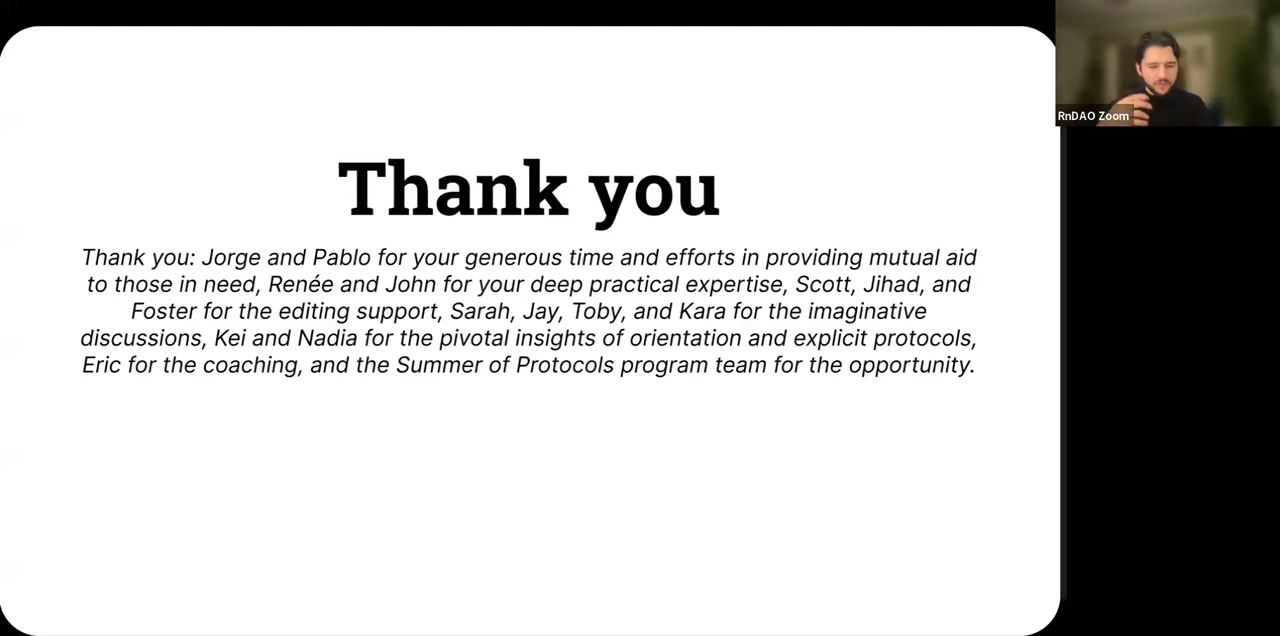 Thank you
Thank you: Jorge and Pablo for your generous time and efforts in providing mutual aid
to those in need, Renée and John for your deep practical expertise, Scott, Jihad, and
Foster for the editing support, Sarah, Jay, Toby, and Kara for the imaginative
discussions, Kei and Nadia for the pivotal insights of orientation and explicit protocols,
Eric for the coaching, and the Summer of Protocols program team for the opportunity.
RnDAO Zoom